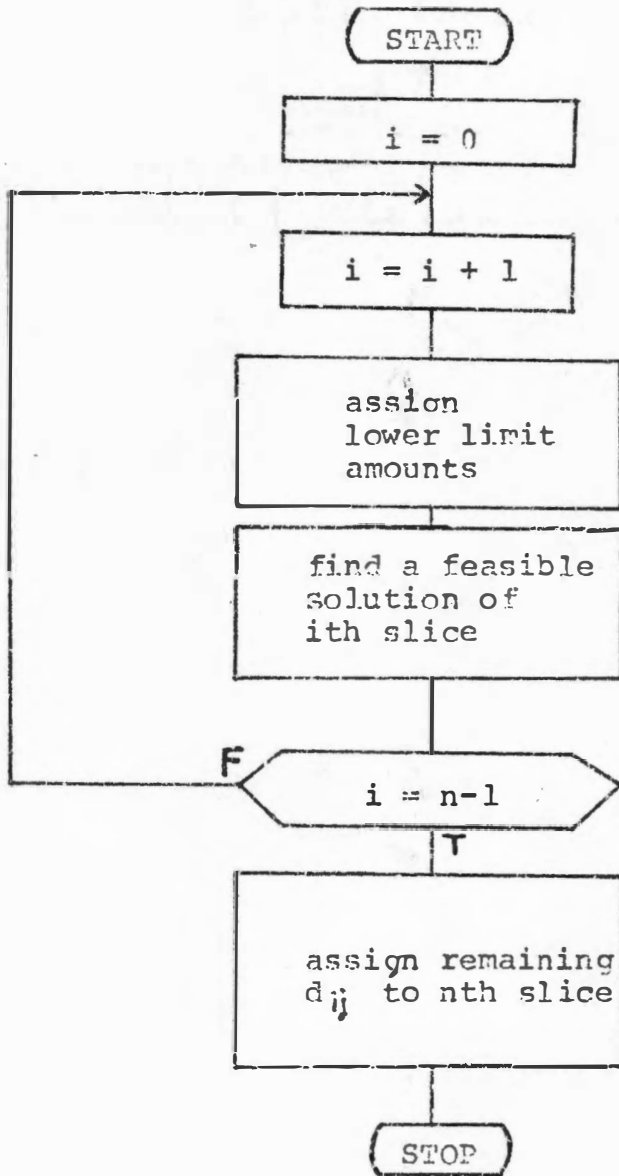 START
i = 0
i = i + 1
assign
lower limit
amounts
find a feasible
solution of
ith slice
F
i = n-1
T
assign remaining
dij to nth slice
STOP